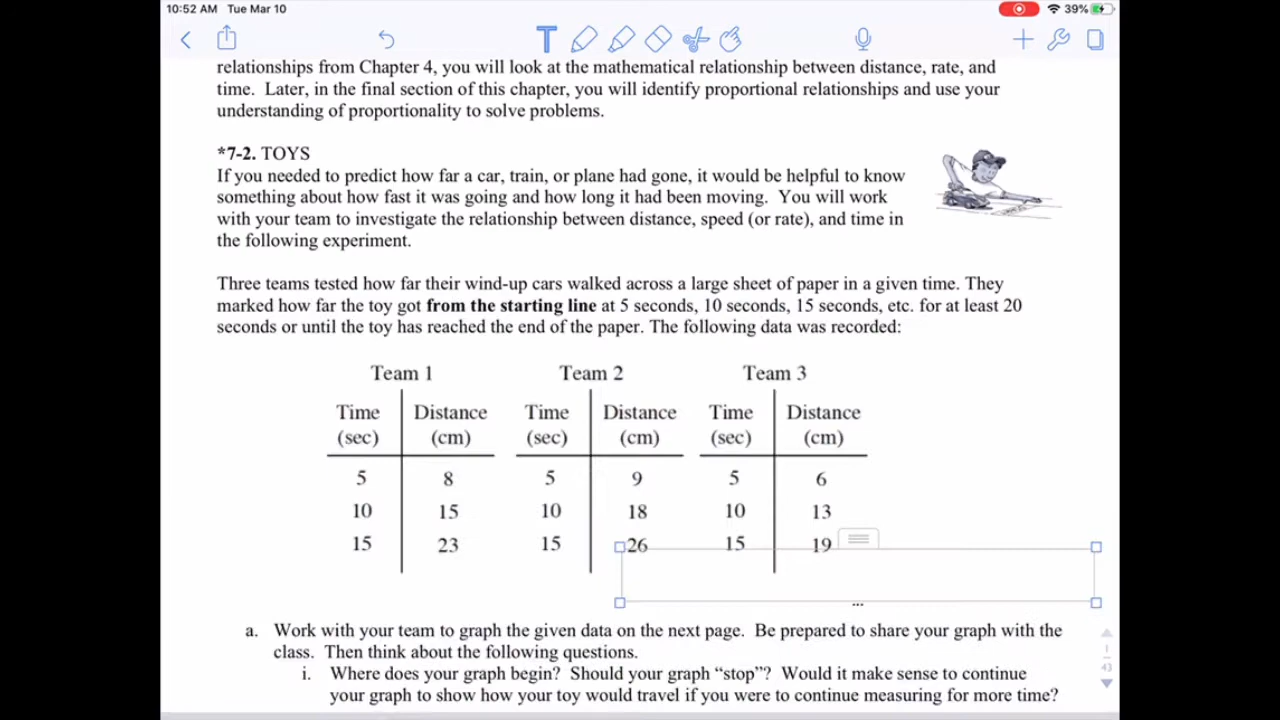 10:52 AM Tue Mar 10 39%
relationships from Chapter 4, you will look at the mathematical relationship between distance, rate, and
time. Later, in the final section of this chapter, you will identify proportional relationships and use your
understanding of proportionality to solve problems.
*7-2. TOYS
If you needed to predict how far a car, train, or plane had gone, it would be helpful to know
something about how fast it was going and how long it had been moving. You will work
with your team to investigate the relationship between distance, speed (or rate), and time in
the following experiment.
Three teams tested how far their wind-up cars walked across a large sheet of paper in a given time. They
marked how far the toy got from the starting line at 5 seconds, 10 seconds, 15 seconds, etc. for at least 20
seconds or until the toy has reached the end of the paper. The following data was recorded:
Team 1 Team 2 Team 3
Time Distance Time Distance Time Distance
(sec) (cm) (sec) (cm) (sec) (cm)
5 8 5 9 5 6
10 15 10 18 10 13
15 23 15 26 15 19
a. Work with your team to graph the given data on the next page. Be prepared to share your graph with the
class. Then think about the following questions.
i. Where does your graph begin? Should your graph “stop”? Would it make sense to continue
your graph to show how your toy would travel if you were to continue measuring for more time?
1
43